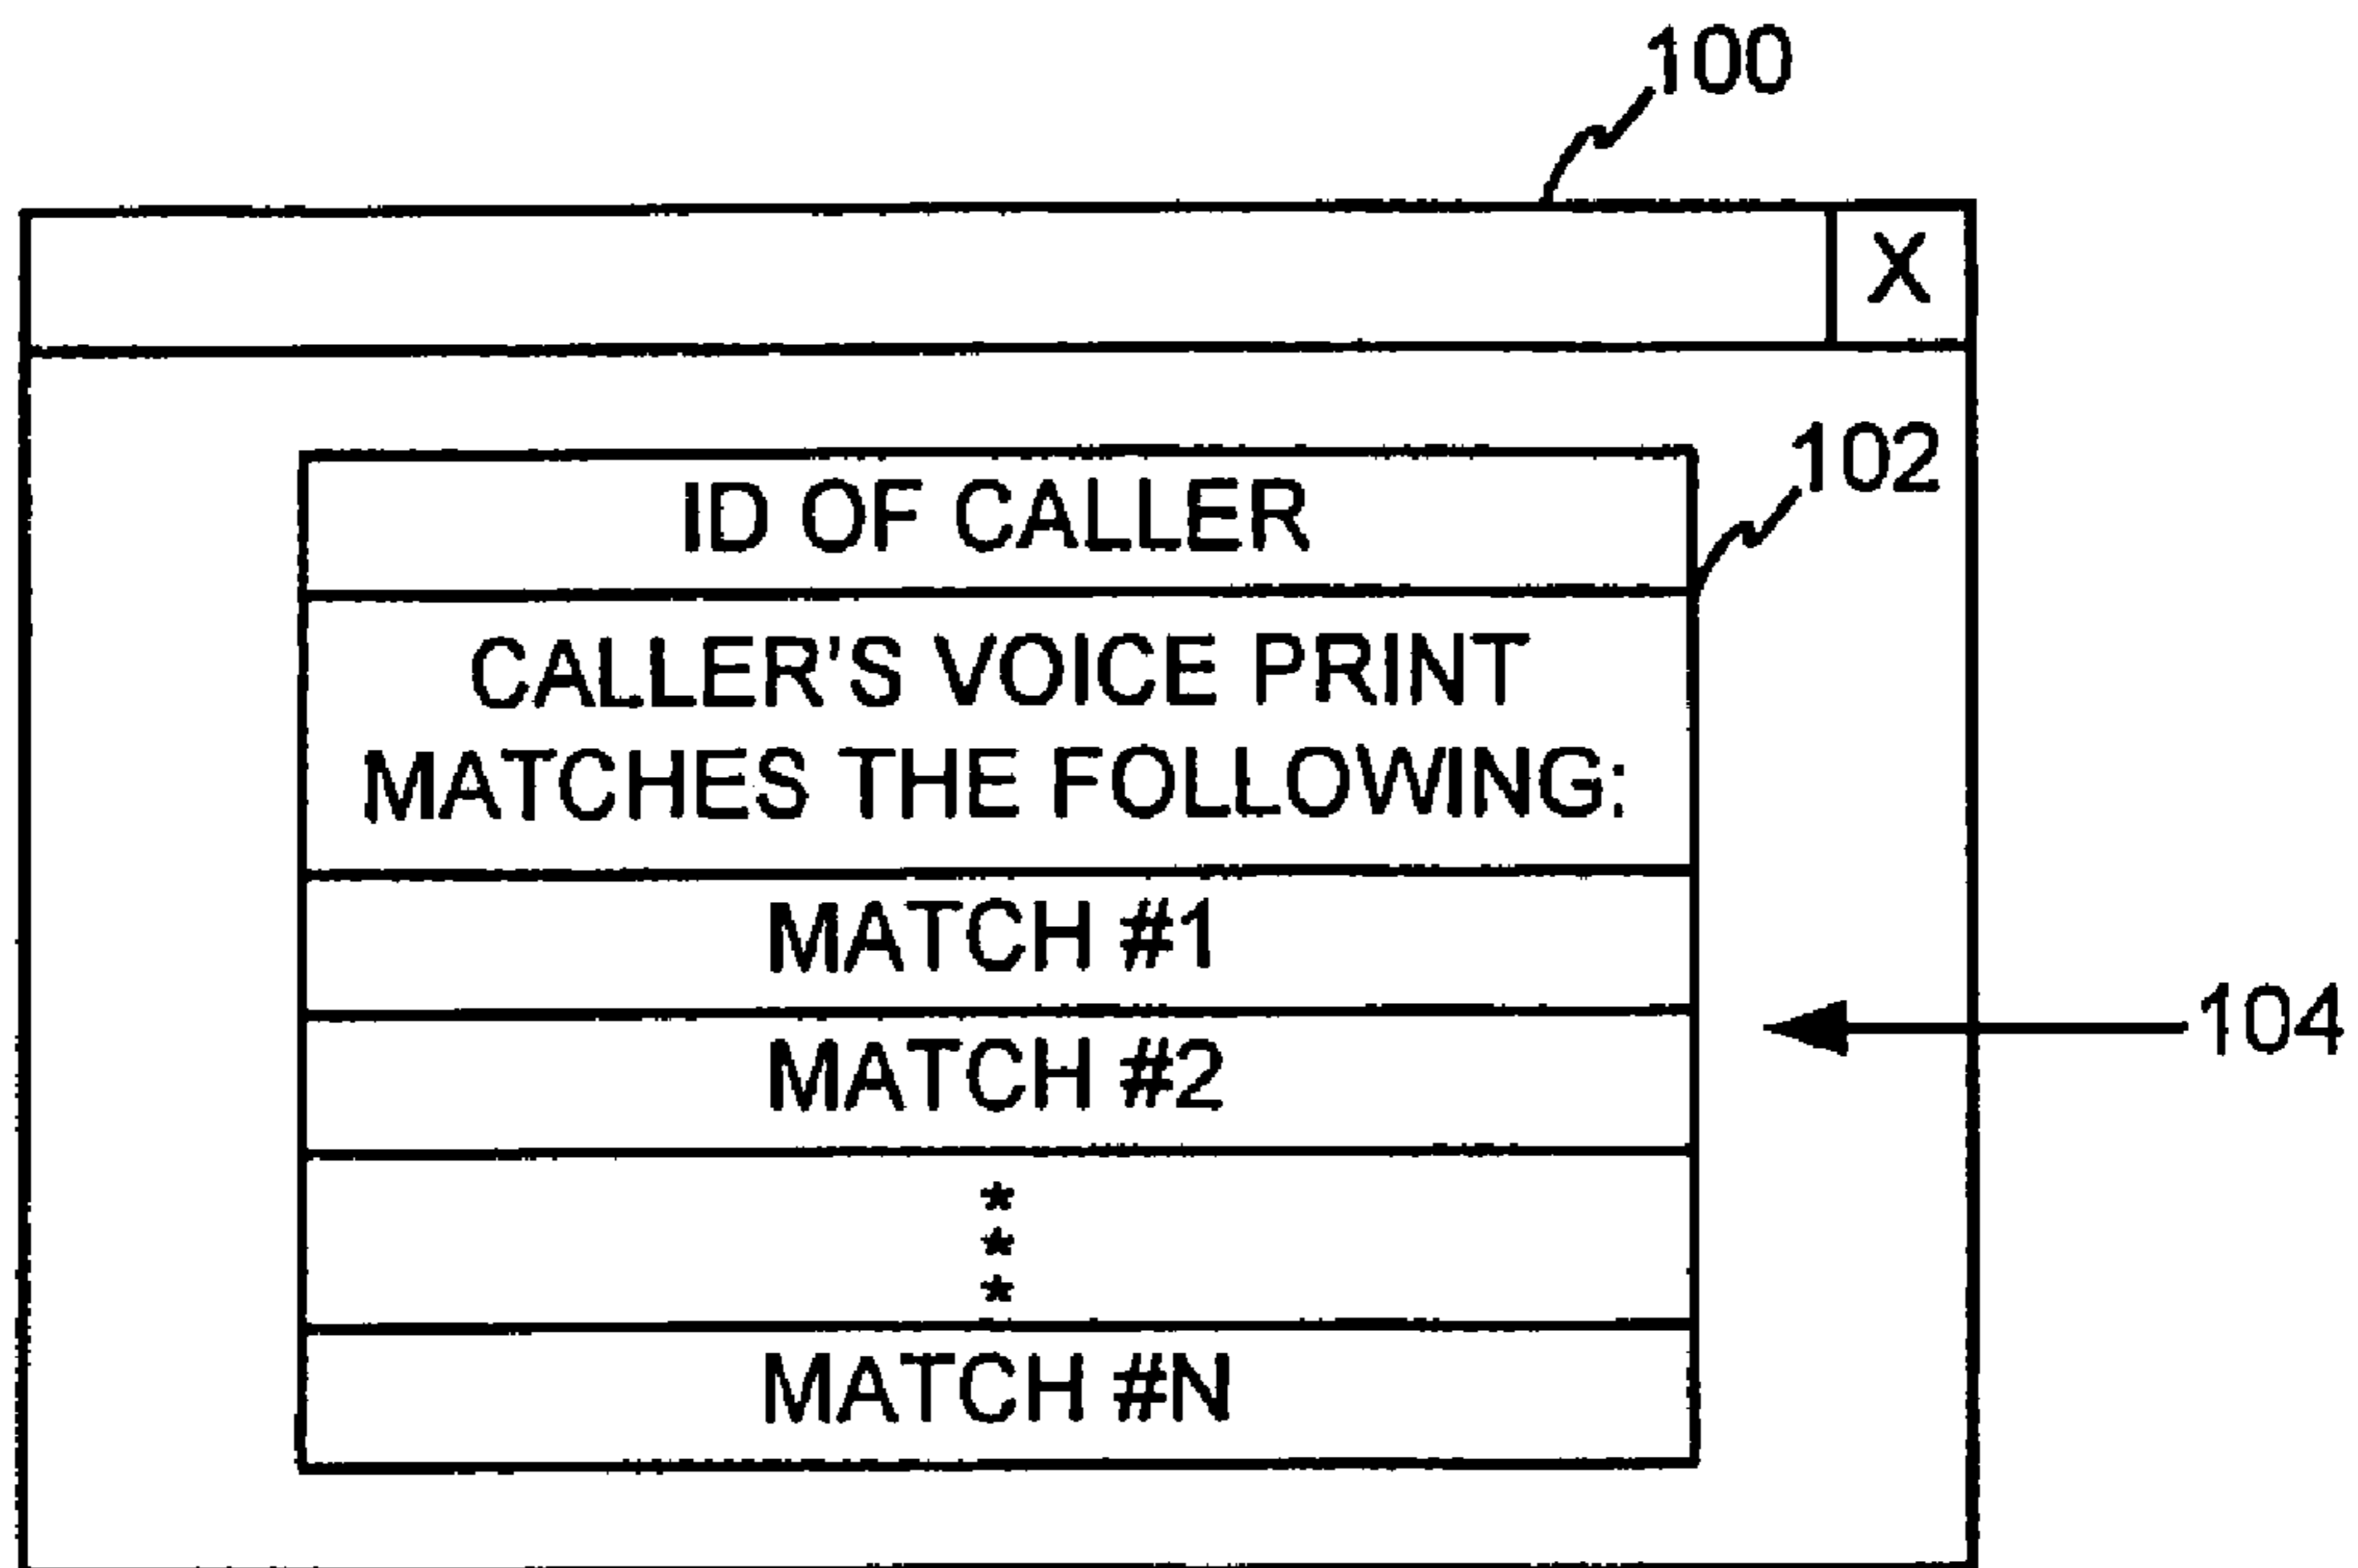 100
X
102
ID OF CALLER
CALLER'S VOICE PRINT
MATCHES THE FOLLOWING:
MATCH #1
104
MATCH #2
*
*
*
MATCH #N